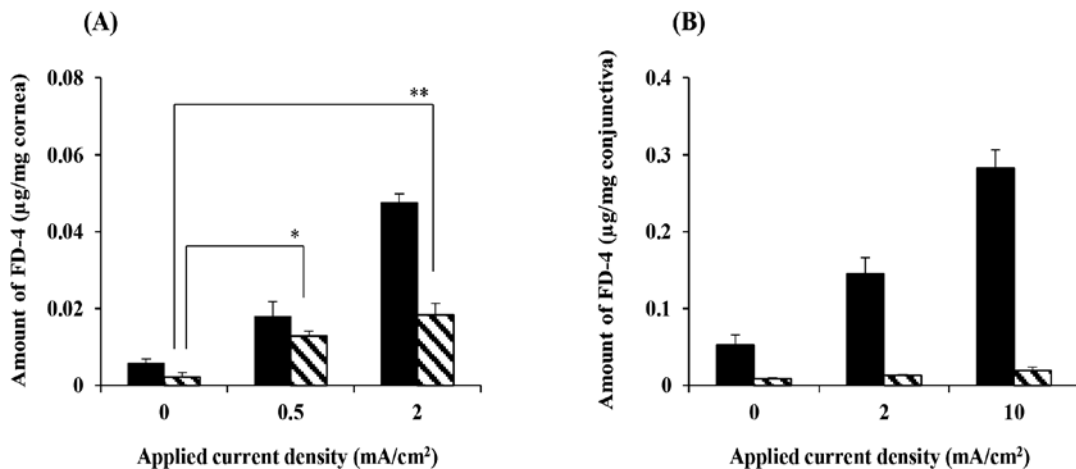 (A)
Amount of FD-4 (µg/mg cornea)
0.08
0.06
0.04
0.02
0
**
*
0 0.5 2
Applied current density (mA/cm²)
(B)
Amount of FD-4 (µg/mg conjunctiva)
0.4
0.3
0.2
0.1
0
0 2 10
Applied current density (mA/cm²)